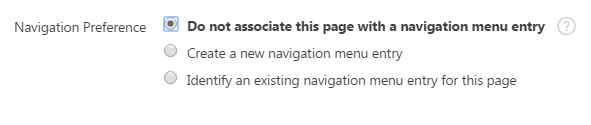 Navigation Preference Do not associate this page with a navigation menu entry ?
Create a new navigation menu entry
Identify an existing navigation menu entry for this page